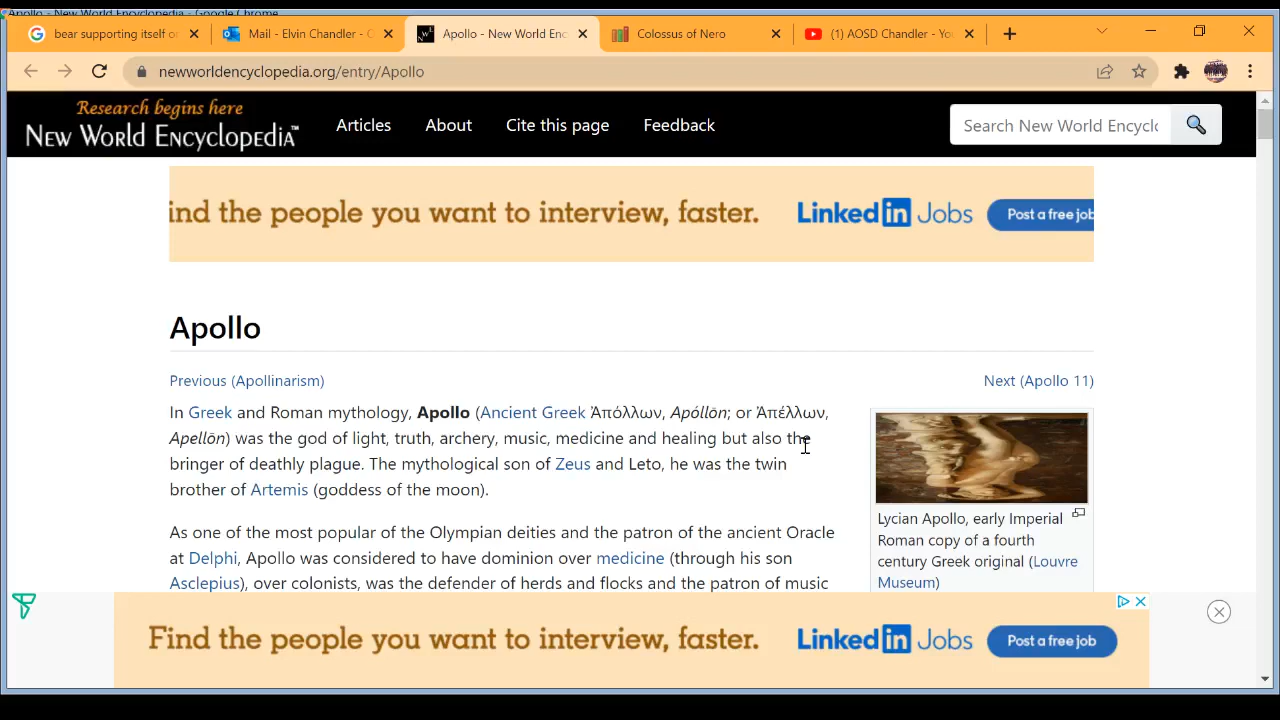 Apollo - New World Encyclopedia - Google Chrome
bear supporting itself or
Mail - Elvin Chandler -
Apollo - New World Enc
Colossus of Nero
(1) AOSD Chandler - Yo
newworldencyclopedia.org/entry/Apollo
Research begins here
NEW WORLD ENCYCLOPEDIA™
Articles
About
Cite this page
Feedback
Search New World Encyclc
ind the people you want to interview, faster.
LinkedIn Jobs
Post a free job
Apollo
Previous (Apollinarism)
Next (Apollo 11)
In Greek and Roman mythology, Apollo (Ancient Greek Ἀπόλλων, Apóllōn; or Ἀπέλλων,
Apellōn) was the god of light, truth, archery, music, medicine and healing but also the
bringer of deathly plague. The mythological son of Zeus and Leto, he was the twin
brother of Artemis (goddess of the moon).
As one of the most popular of the Olympian deities and the patron of the ancient Oracle
at Delphi, Apollo was considered to have dominion over medicine (through his son
Asclepius), over colonists, was the defender of herds and flocks and the patron of music
Lycian Apollo, early Imperial
Roman copy of a fourth
century Greek original (Louvre
Museum)
Find the people you want to interview, faster.
LinkedIn Jobs
Post a free job